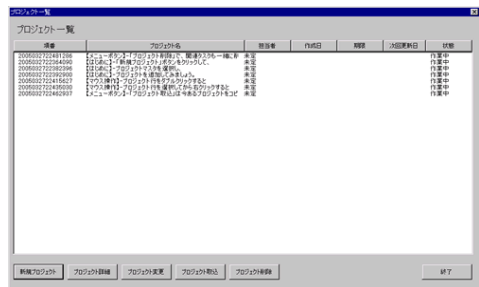 プロジェクト一覧
プロジェクト一覧
項番 プロジェクト名 担当者 作成日 期限 次回更新日 状態
2005032722481206 【メニューボタン】-「プロジェクト削除」で、関連タスクも一緒に削 未定 作業中
2005032722364090 【はじめに】-「新規プロジェクト」ボタンをクリックして、 未定 作業中
2005032722382396 【はじめに】-プロジェクトマスタを選択し、 未定 作業中
2005032722392900 【はじめに】-プロジェクトを追加してみましょう。 未定 作業中
2005032722415627 【マウス操作】-プロジェクト行をダブルクリックすると 未定 作業中
2005032722435030 【マウス操作】-プロジェクト行を選択してから右クリックすると 未定 作業中
2005032722462937 【メニューボタン】-「プロジェクト取込」は今あるプロジェクトをコピ 未定 作業中
新規プロジェクト プロジェクト詳細 プロジェクト変更 プロジェクト取込 プロジェクト削除 終了